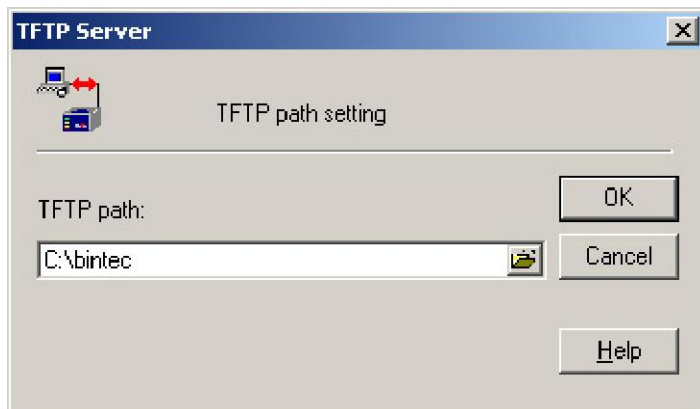 TFTP Server
TFTP path setting
TFTP path:
C:\bintec
OK
Cancel
Help